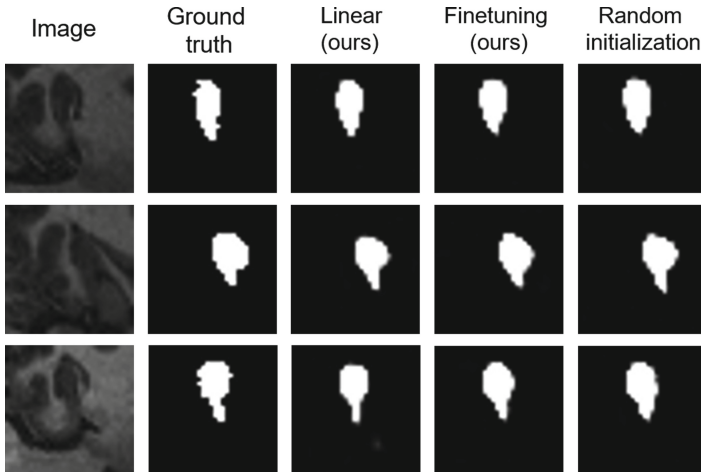 Image
Ground
truth
Linear
(ours)
Finetuning
(ours)
Random
initialization